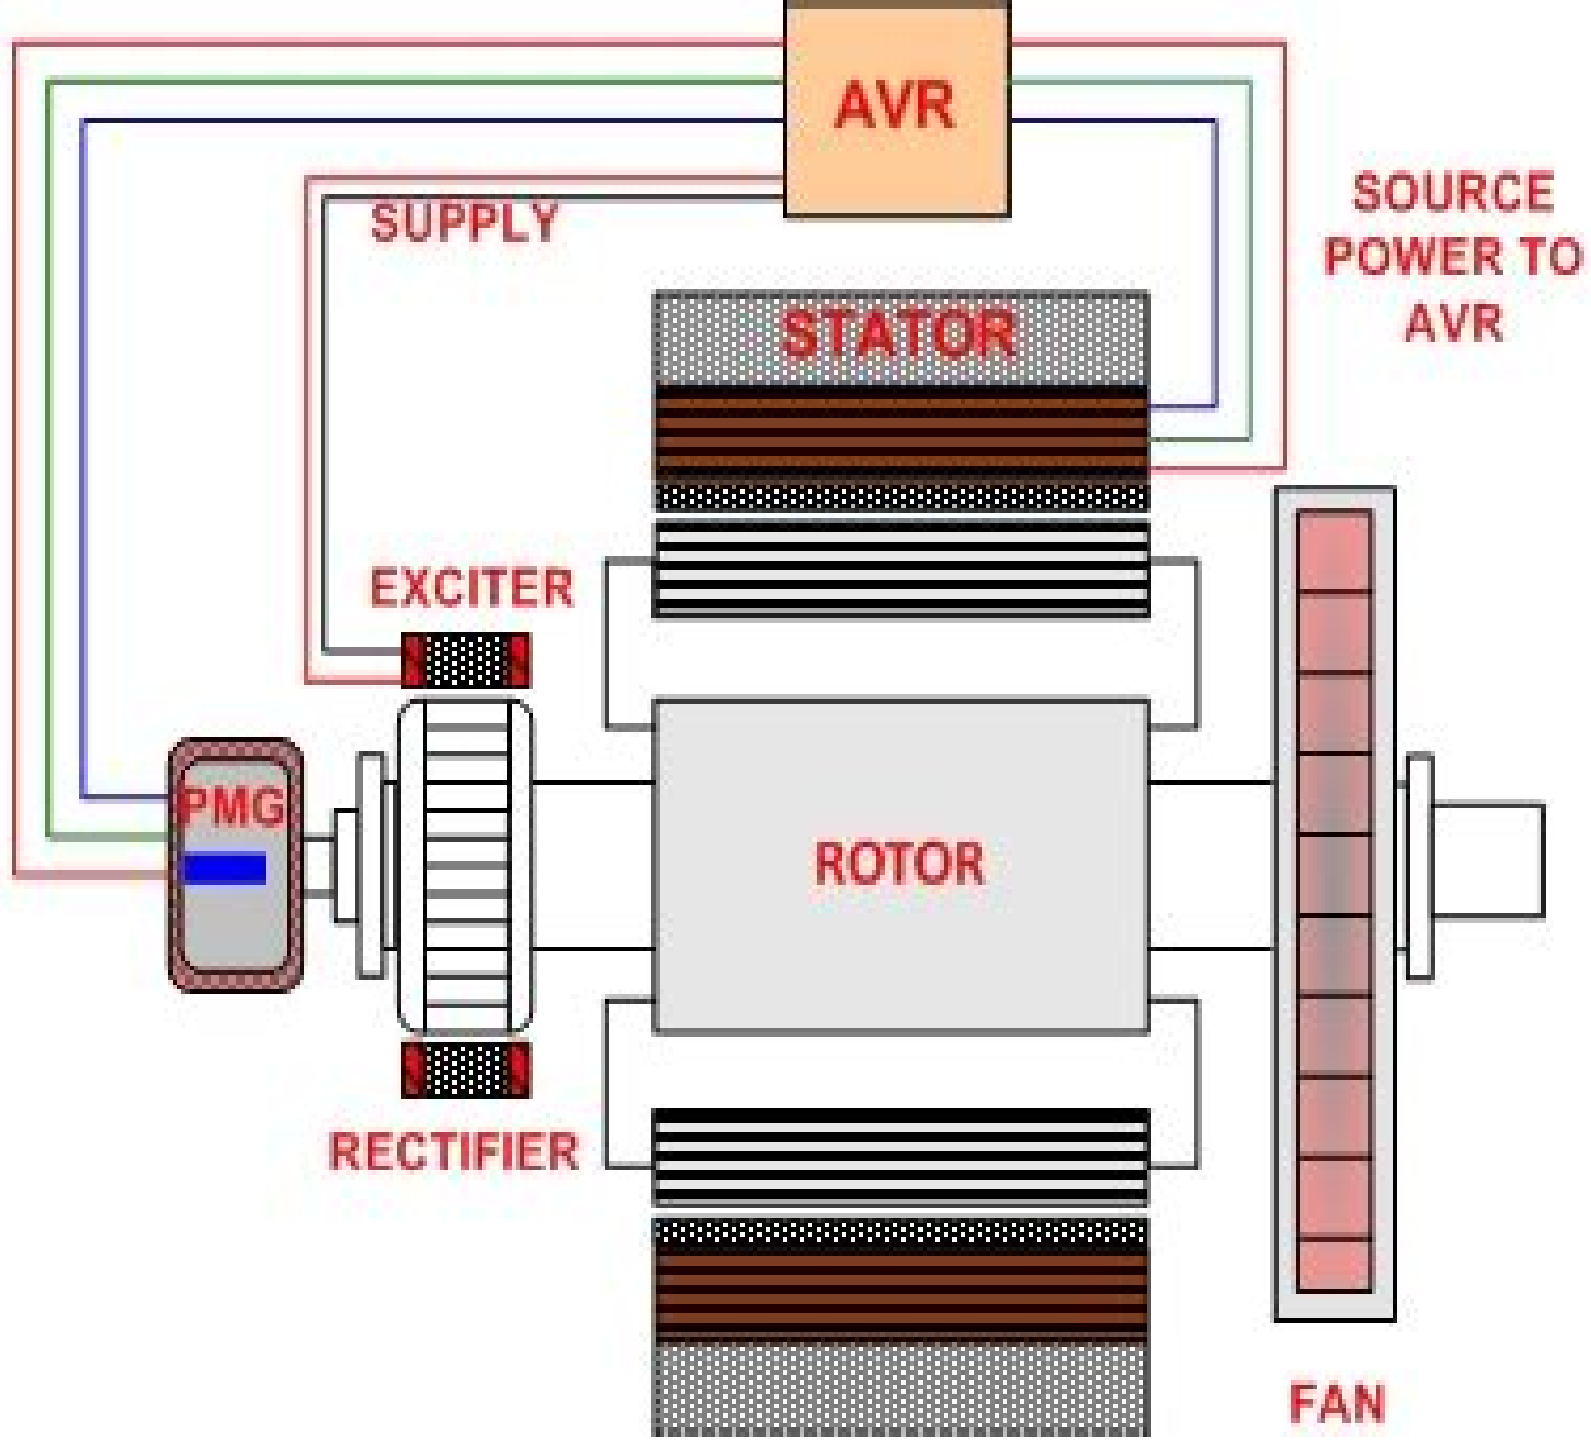 AVR
SUPPLY
SOURCE
POWER TO
AVR
STATOR
EXCITER
PMG
ROTOR
RECTIFIER
FAN